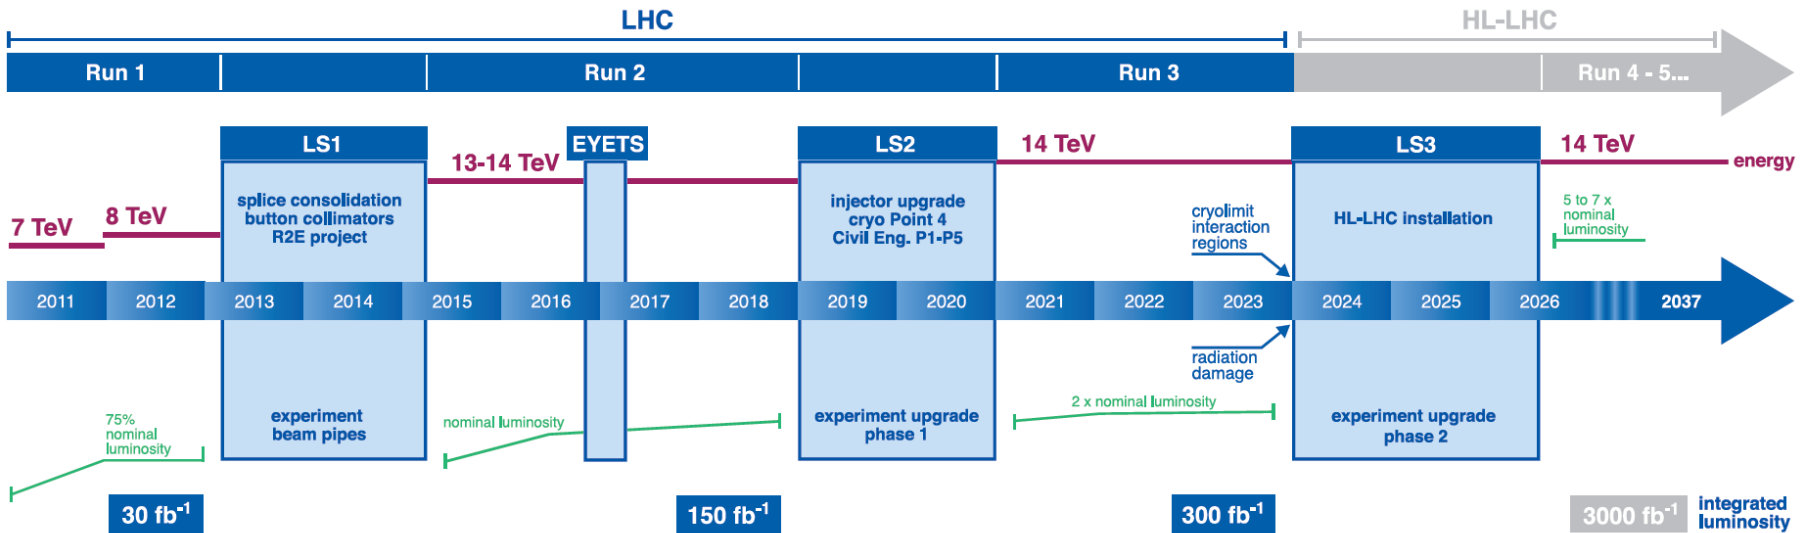 LHC
HL-LHC
Run 1
Run 2
Run 3
Run 4 - 5...
LS1
EYETS
LS2
LS3
7 TeV
8 TeV
13-14 TeV
14 TeV
14 TeV
energy
splice consolidation
button collimators
R2E project
injector upgrade
cryo Point 4
Civil Eng. P1-P5
cryolimit
interaction
regions
HL-LHC installation
5 to 7 x
nominal
luminosity
2011
2012
2013
2014
2015
2016
2017
2018
2019
2020
2021
2022
2023
2024
2025
2026
2037
radiation
damage
75%
nominal
luminosity
experiment
beam pipes
nominal luminosity
experiment upgrade
phase 1
2 x nominal luminosity
experiment upgrade
phase 2
30 fb⁻¹
150 fb⁻¹
300 fb⁻¹
3000 fb⁻¹
integrated
luminosity